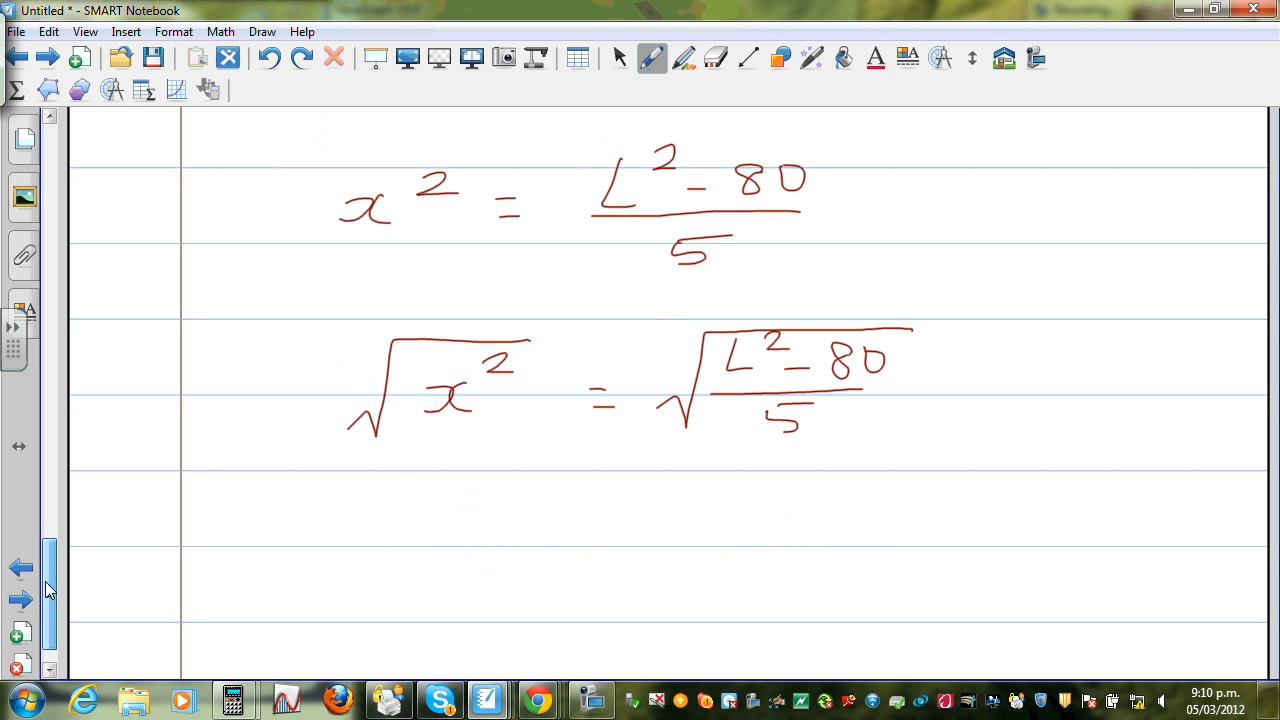 Untitled * - SMART Notebook
File Edit View Insert Format Math Draw Help
x² = (L² - 80) / 5
√(x²) = √((L² - 80) / 5)
9:10 p.m.
05/03/2012